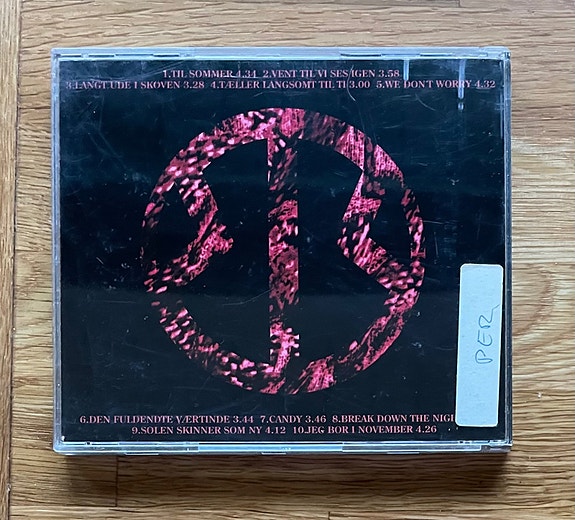 1.TIL SOMMER 4.34 2.VENT TIL VI SES IGEN 3.58
3.LANGT UDE I SKOVEN 3.28 4.TÆLLER LANGSOMT TIL TI 3.00 5.WE DON'T WORRY 4.32
PER
6.DEN FULDENDTE VÆRTINDE 3.44 7.CANDY 3.46 8.BREAK DOWN THE
9.SOLEN SKINNER SOM NY 4.12 10.JEG BOR I NOVEMBER 4.26